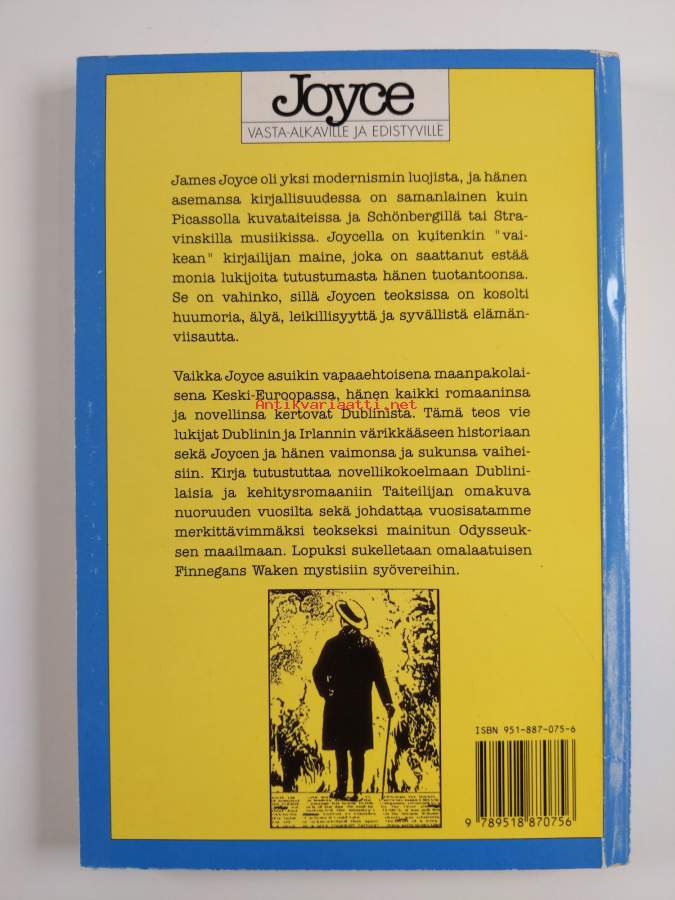 Joyce
VASTA-ALKAVILLE JA EDISTYVILLE
James Joyce oli yksi modernismin luojista, ja hänen
asemansa kirjallisuudessa on samanlainen kuin
Picassolla kuvataiteissa ja Schönbergillä tai Stra-
vinskilla musiikissa. Joycella on kuitenkin "vai-
kean" kirjailijan maine, joka on saattanut estää
monia lukijoita tutustumasta hänen tuotantoonsa.
Se on vahinko, sillä Joycen teoksissa on kosolti
huumoria, älyä, leikillisyyttä ja syvällistä elämän-
viisautta.
Vaikka Joyce asuikin vapaaehtoisena maanpakolai-
sena Keski-Euroopassa, hänen kaikki romaaninsa
Antikvariaatti.net
ja novellinsa kertovat Dublinista. Tämä teos vie
lukijat Dublinin ja Irlannin värikkääseen historiaan
sekä Joycen ja hänen vaimonsa ja sukunsa vaihei-
siin. Kirja tutustuttaa novellikokoelmaan Dublini-
laisia ja kehitysromaaniin Taiteilijan omakuva
nuoruuden vuosilta sekä johdattaa vuosisatamme
merkittävimmäksi teokseksi mainitun Odysseuk-
sen maailmaan. Lopuksi sukelletaan omalaatuisen
Finnegans Waken mystisiin syövereihin.
ISBN 951-887-075-6
9 789518 870756